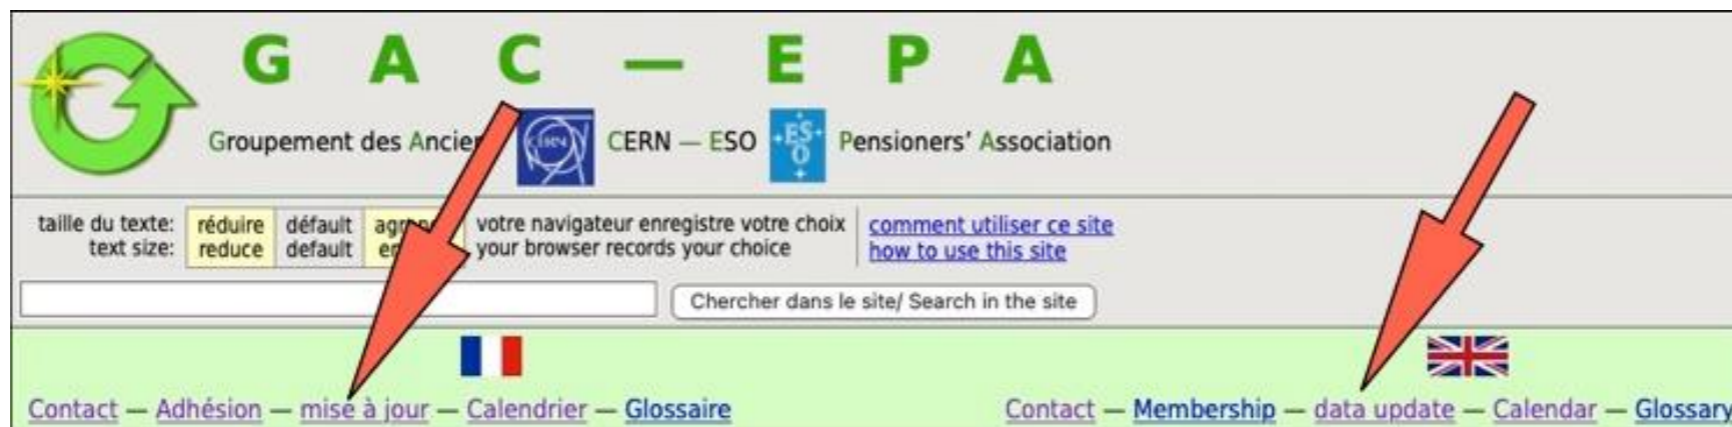 G A C — E P A
Groupement des CERN CERN — ESO ESO Pensioners' Association
taille du texte: réduire défault votre navigateur enregistre votre choix comment utiliser ce site
text size: reduce default your browser records your choice how to use this site
Chercher dans le site/ Search in the site
Contact — Adhésion — mise à jour — Calendrier — Glossaire
Contact — Membership — data update — Calendar — Glossary